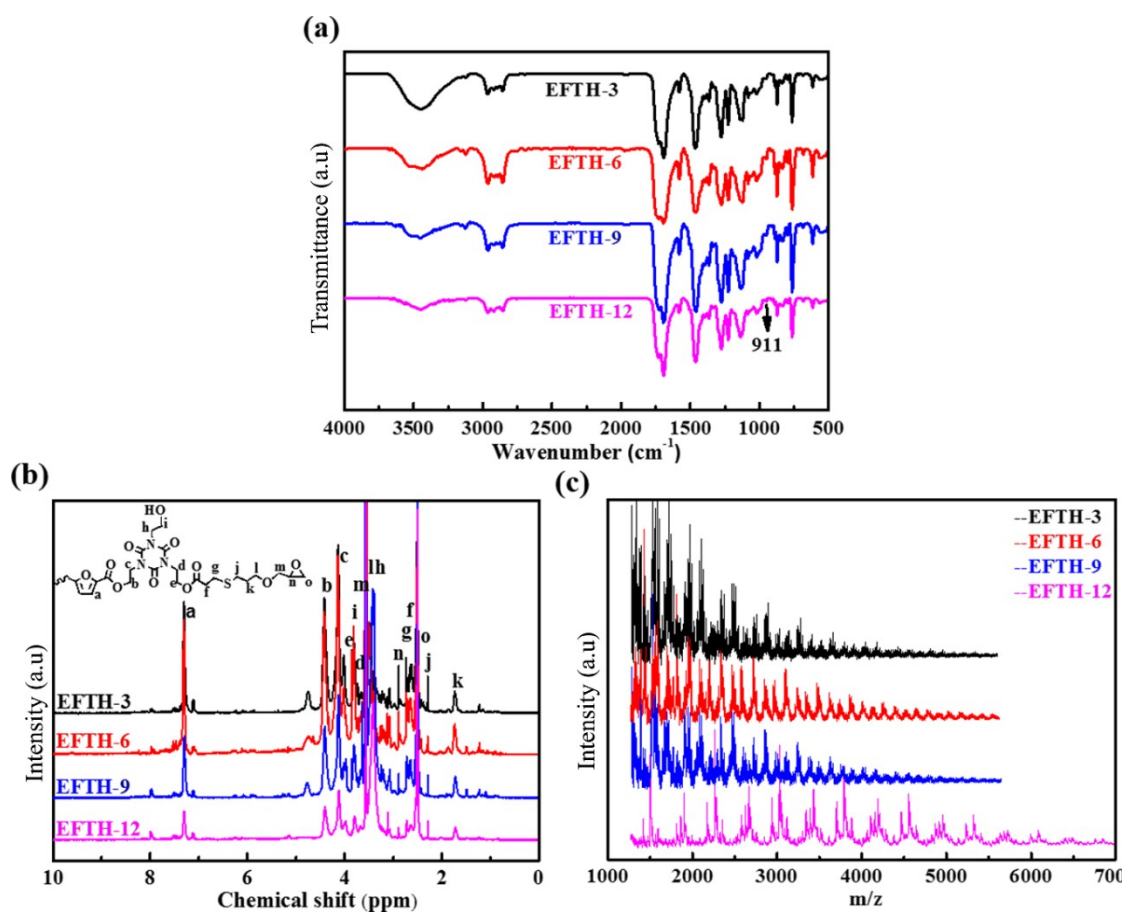 (a)
EFTH-3
EFTH-6
EFTH-9
EFTH-12
911
Transmittance (a.u)
4000 3500 3000 2500 2000 1500 1000 500
Wavenumber (cm-1)
(b)
HO
i
h
O O
N N
O N O
c d g j l m O
O O O S O n o
a b e f k
a b c i e d m l h n f g o j k
EFTH-3
EFTH-6
EFTH-9
EFTH-12
Intensity (a.u)
10 8 6 4 2 0
Chemical shift (ppm)
(c)
--EFTH-3
--EFTH-6
--EFTH-9
--EFTH-12
Intensity (a.u)
1000 2000 3000 4000 5000 6000 7000
m/z